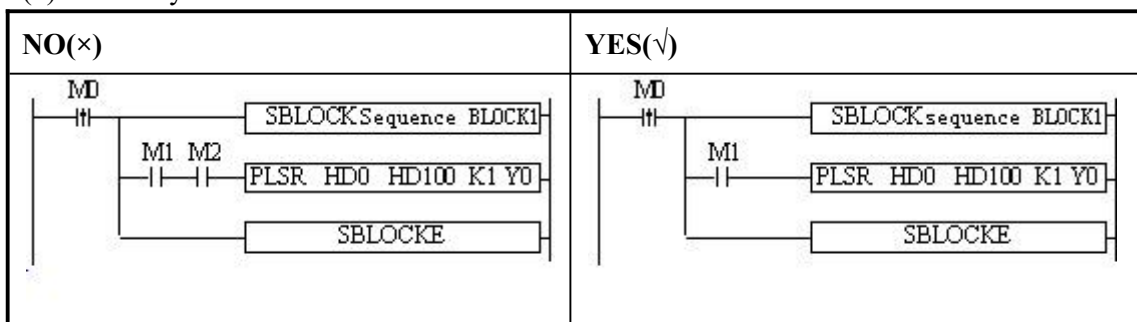 NO(×)
YES(√)
M0
SBLOCK Sequence BLOCK1
M1 M2
PLSR HD0 HD100 K1 Y0
SBLOCKE
M0
SBLOCK sequence BLOCK1
M1
PLSR HD0 HD100 K1 Y0
SBLOCKE